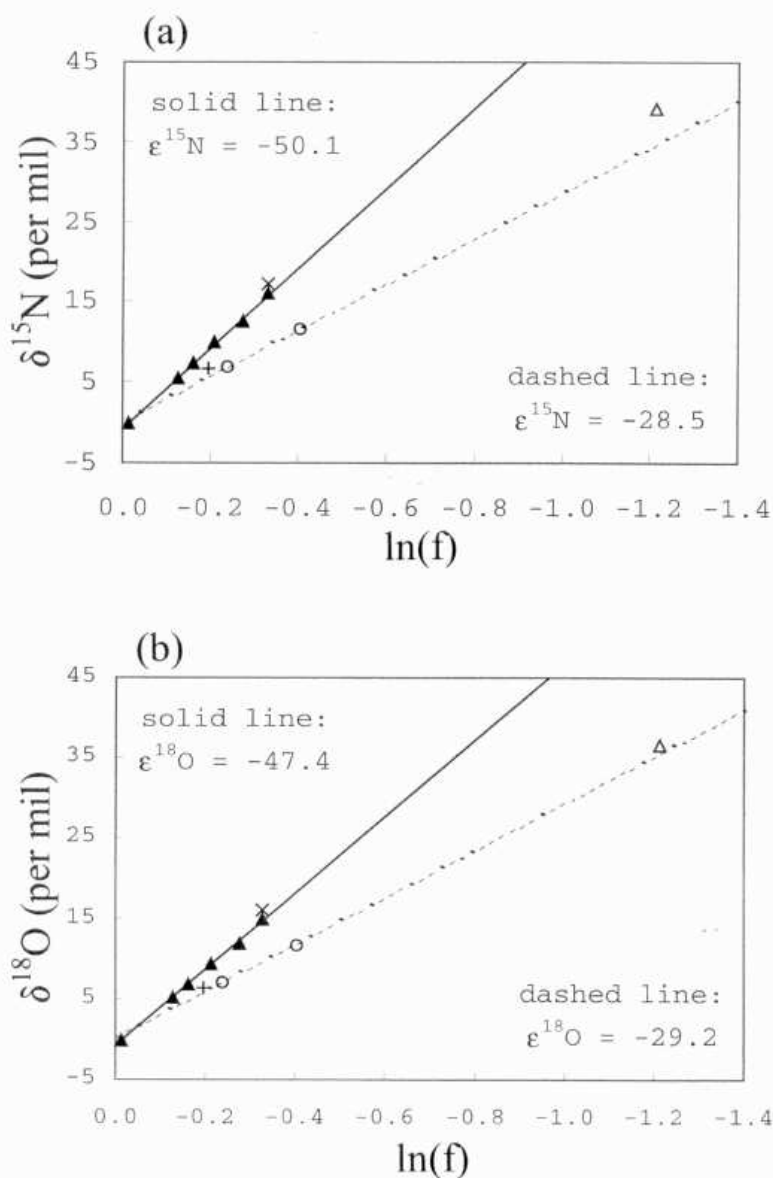 (a)
45
35
25
15
5
-5
δ¹⁵N (per mil)
solid line:
ε¹⁵N = -50.1
dashed line:
ε¹⁵N = -28.5
0.0 -0.2 -0.4 -0.6 -0.8 -1.0 -1.2 -1.4
ln(f)
(b)
45
35
25
15
5
-5
δ¹⁸O (per mil)
solid line:
ε¹⁸O = -47.4
dashed line:
ε¹⁸O = -29.2
0.0 -0.2 -0.4 -0.6 -0.8 -1.0 -1.2 -1.4
ln(f)